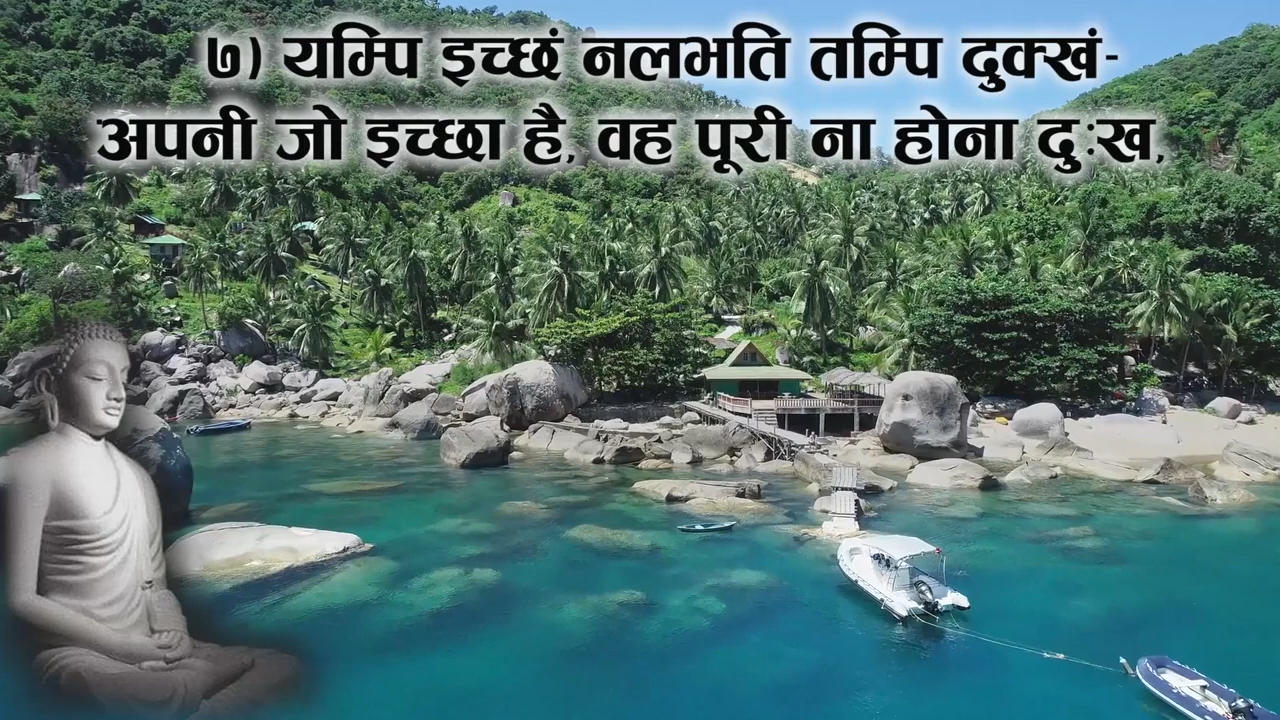 ७) यम्पि इच्छं नलभति तम्पि दुक्खं-
अपनी जो इच्छा है, वह पूरी ना होना दुःख,